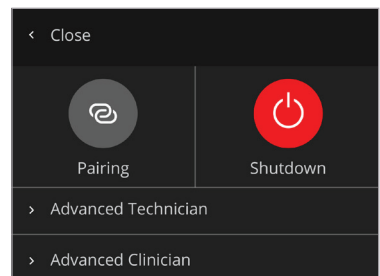 Close
Pairing
Shutdown
Advanced Technician
Advanced Clinician